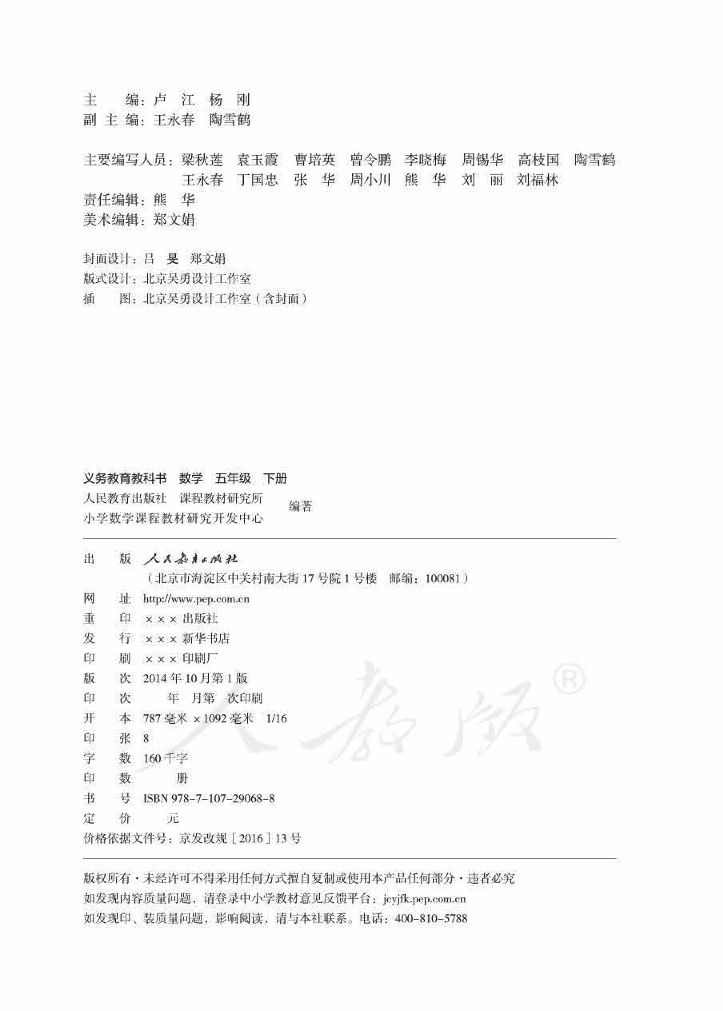 主　　编：卢　江　杨　刚
副 主 编：王永春　陶雪鹤
主要编写人员：梁秋莲　袁玉霞　曹培英　曾令鹏　李晓梅　周锡华　高枝国　陶雪鹤
王永春　丁国忠　张　华　周小川　熊　华　刘　丽　刘福林
责任编辑：熊　华
美术编辑：郑文娟
封面设计：吕　旻　郑文娟
版式设计：北京吴勇设计工作室
插　　图：北京吴勇设计工作室（含封面）
义务教育教科书　数学　五年级　下册
人民教育出版社　课程教材研究所
编著
小学数学课程教材研究开发中心
出　　版　人民教育出版社
（北京市海淀区中关村南大街 17 号院 1 号楼　邮编：100081）
网　　址　http://www.pep.com.cn
重　　印　××× 出版社
发　　行　××× 新华书店
印　　刷　××× 印刷厂
版　　次　2014 年 10 月第 1 版
印　　次　　年　月第　次印刷
开　　本　787 毫米 ×1092 毫米　1/16
印　　张　8
字　　数　160 千字
印　　数　　册
书　　号　ISBN 978-7-107-29068-8
定　　价　　元
价格依据文件号：京发改规［2016］13 号
人教版®
版权所有·未经许可不得采用任何方式擅自复制或使用本产品任何部分·违者必究
如发现内容质量问题，请登录中小学教材意见反馈平台：jcyjfk.pep.com.cn
如发现印、装质量问题，影响阅读，请与本社联系。电话：400-810-5788